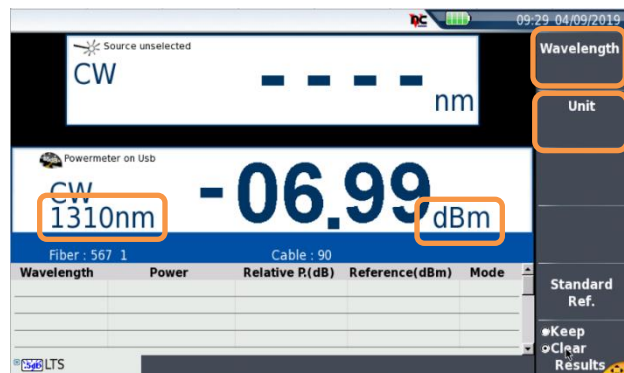 DC 09:29 04/09/2019
Source unselected
CW
- - - -
nm
Wavelength
Unit
Powermeter on Usb
CW
1310nm
-06.99
dBm
Fiber : 567 1
Cable : 90
Wavelength Power Relative P.(dB) Reference(dBm) Mode
Standard
Ref.
Keep
Clear
Results
LTS